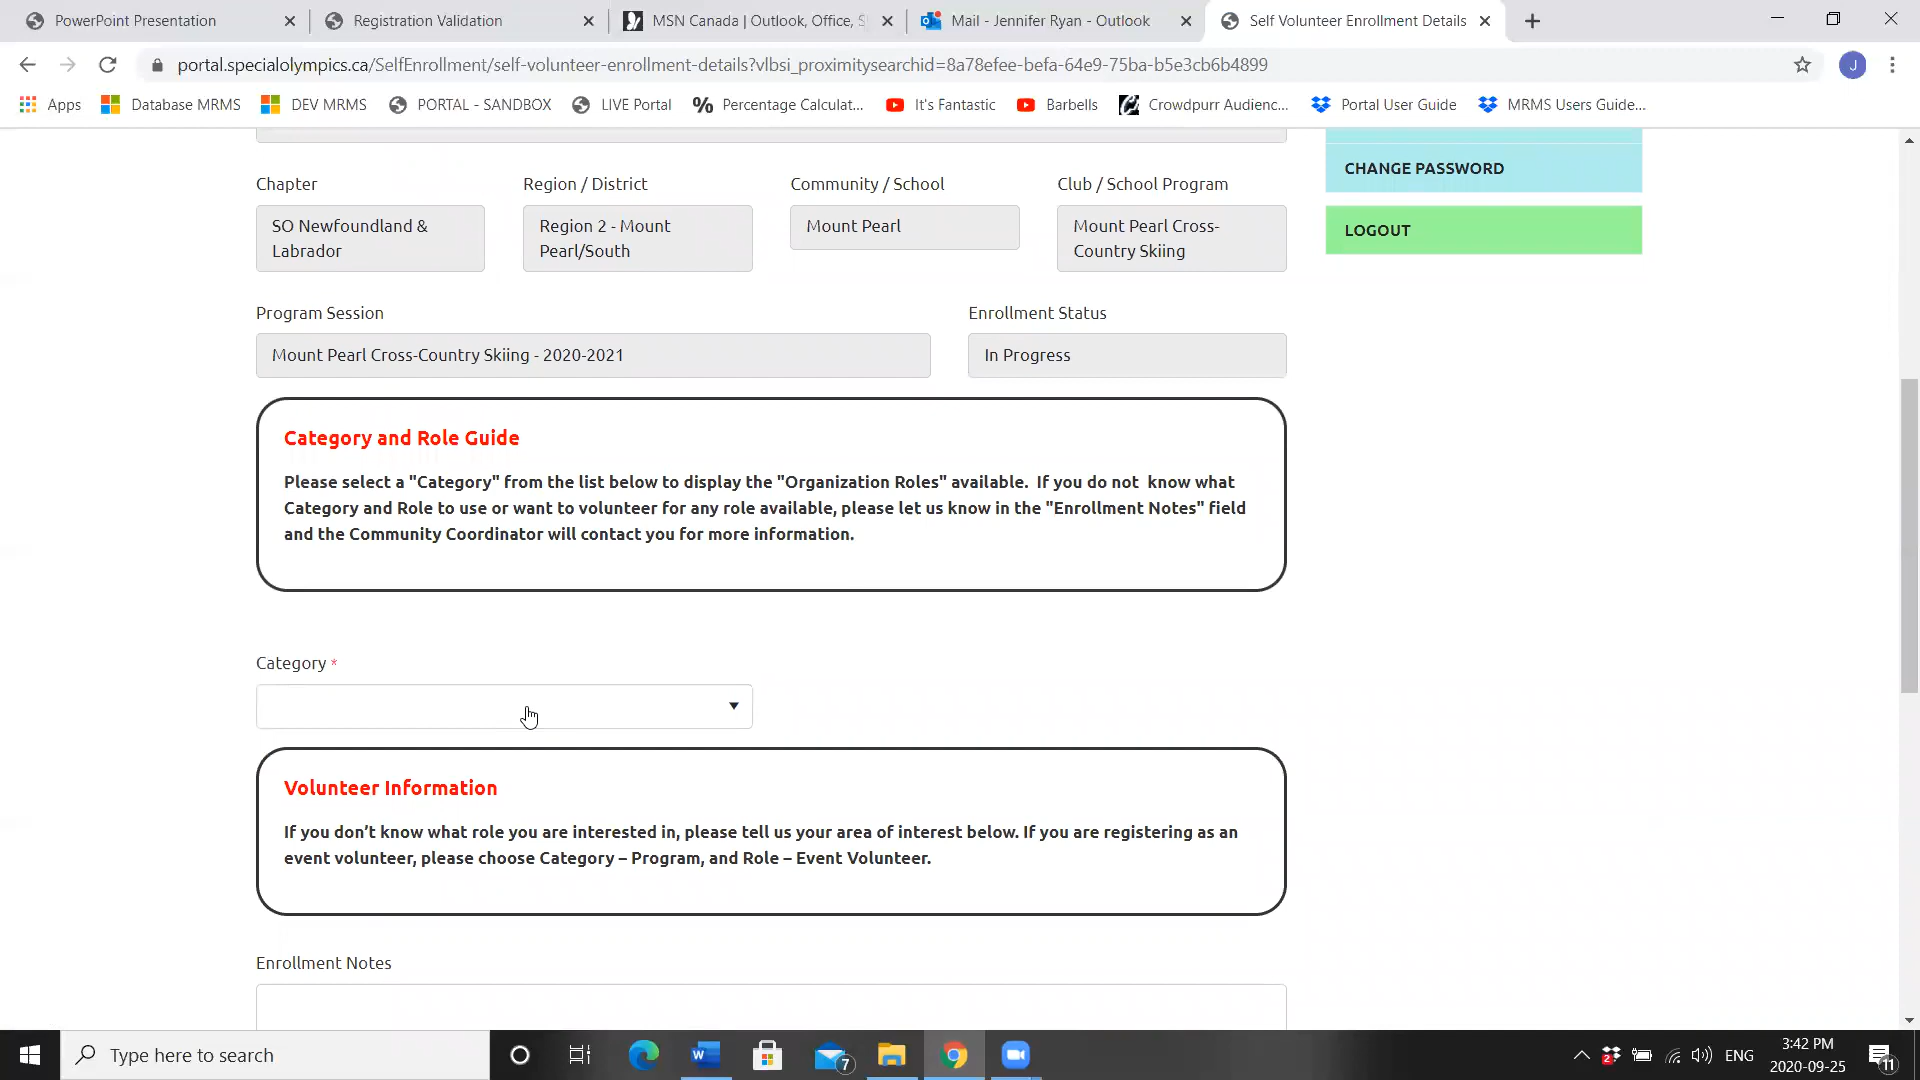 PowerPoint Presentation
Registration Validation
MSN Canada | Outlook, Office, S
Mail - Jennifer Ryan - Outlook
Self Volunteer Enrollment Details
portal.specialolympics.ca/SelfEnrollment/self-volunteer-enrollment-details?vlbsi_proximitysearchid=8a78efee-befa-64e9-75ba-b5e3cb6b4899
J
Apps
Database MRMS
DEV MRMS
PORTAL - SANDBOX
LIVE Portal
Percentage Calculat...
It's Fantastic
Barbells
Crowdpurr Audienc...
Portal User Guide
MRMS Users Guide...
CHANGE PASSWORD
LOGOUT
Chapter
Region / District
Community / School
Club / School Program
SO Newfoundland &
Labrador
Region 2 - Mount
Pearl/South
Mount Pearl
Mount Pearl Cross-
Country Skiing
Program Session
Enrollment Status
Mount Pearl Cross-Country Skiing - 2020-2021
In Progress
Category and Role Guide
Please select a "Category" from the list below to display the "Organization Roles" available. If you do not know what
Category and Role to use or want to volunteer for any role available, please let us know in the "Enrollment Notes" field
and the Community Coordinator will contact you for more information.
Category *
Volunteer Information
If you don't know what role you are interested in, please tell us your area of interest below. If you are registering as an
event volunteer, please choose Category – Program, and Role – Event Volunteer.
Enrollment Notes
Type here to search
7
2
ENG
3:42 PM
2020-09-25
11